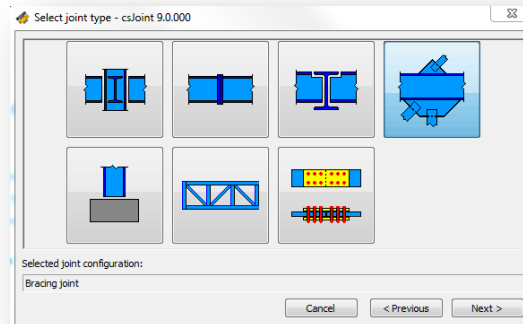 Select joint type - csJoint 9.0.000
Selected joint configuration:
Bracing joint
Cancel
< Previous
Next >